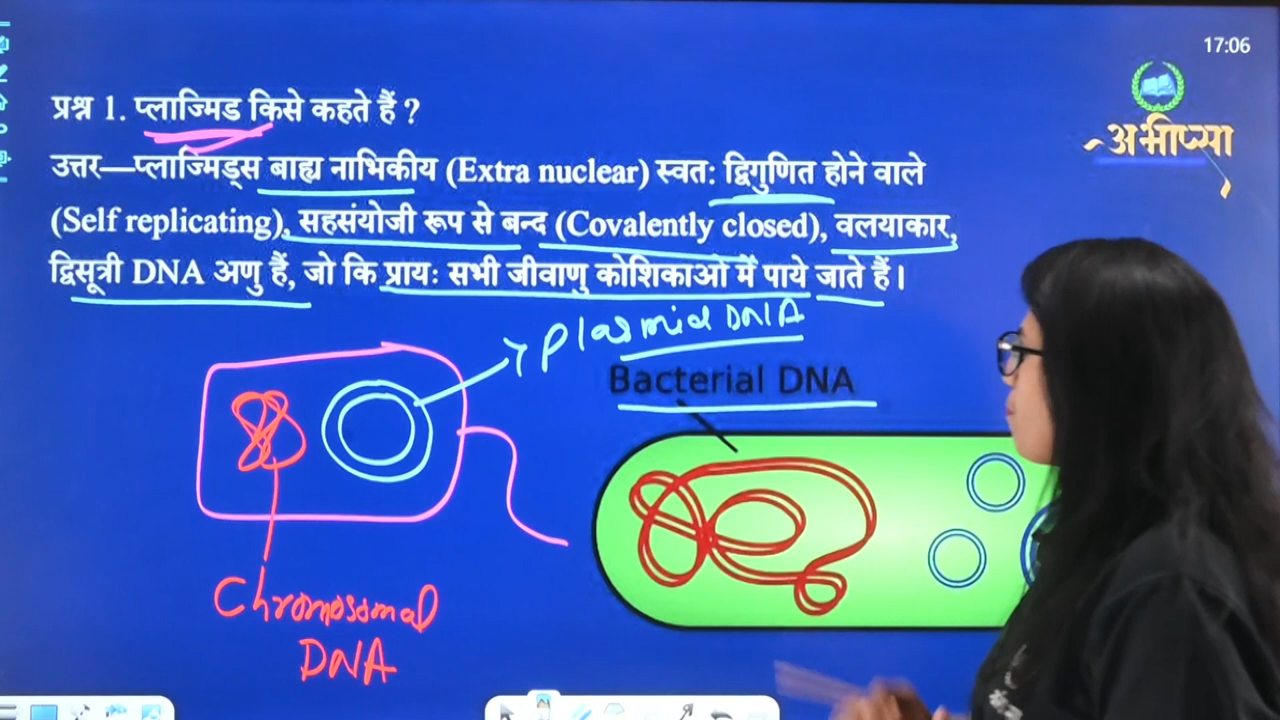 17:06
अभीप्सा
प्रश्न 1. प्लाज्मिड किसे कहते हैं ?
उत्तर—प्लाज्मिड्स बाह्य नाभिकीय (Extra nuclear) स्वतः द्विगुणित होने वाले
(Self replicating), सहसंयोजी रूप से बन्द (Covalently closed), वलयाकार,
द्विसूत्री DNA अणु हैं, जो कि प्रायः सभी जीवाणु कोशिकाओं में पाये जाते हैं।
plasmid DNA
Bacterial DNA
Chromosomal
DNA